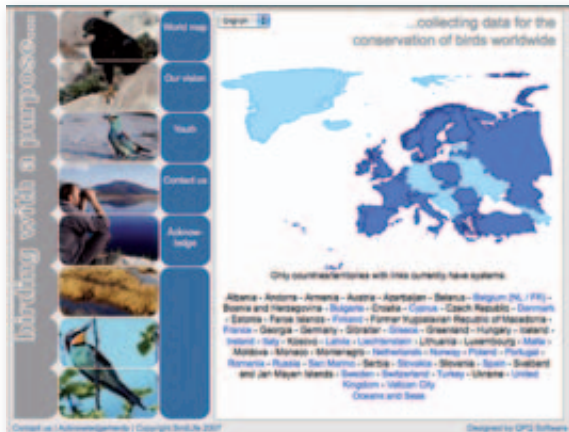 birding with a purpose...
World map
Our vision
Youth
Contact us
Acknow-
ledge
English
...collecting data for the
conservation of birds worldwide
Only countries/territories with links currently have systems
Albania - Andorra - Armenia - Austria - Azerbaijan - Belarus - Belgium (NL / FR) -
Bosnia and Herzegovina - Bulgaria - Croatia - Cyprus - Czech Republic - Denmark
- Estonia - Faroe Islands - Finland - Former Yugoslavian Republic of Macedonia -
France - Georgia - Germany - Gibraltar - Greece - Greenland - Hungary - Iceland -
Ireland - Italy - Kosovo - Latvia - Liechtenstein - Lithuania - Luxembourg - Malta -
Moldova - Monaco - Montenegro - Netherlands - Norway - Poland - Portugal -
Romania - Russia - San Marino - Serbia - Slovakia - Slovenia - Spain - Svalbard
and Jan Mayen Islands - Sweden - Switzerland - Turkey - Ukraine - United
Kingdom - Vatican City
Oceans and Seas
Contact us | Acknowledgements | Copyright BirdLife 2007
Designed by GPG Software